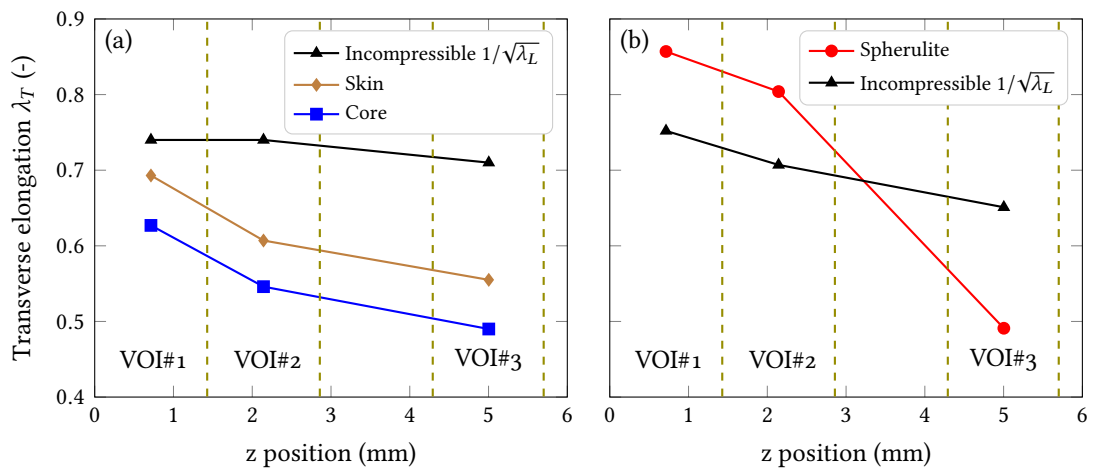 (a)
Incompressible 1/√λ_L
Skin
Core
VOI#1
VOI#2
VOI#3
0.9
0.8
0.7
0.6
0.5
0.4
0
1
2
3
4
5
6
Transverse elongation λ_T (-)
z position (mm)
(b)
Spherulite
Incompressible 1/√λ_L
VOI#1
VOI#2
VOI#3
0
1
2
3
4
5
6
z position (mm)